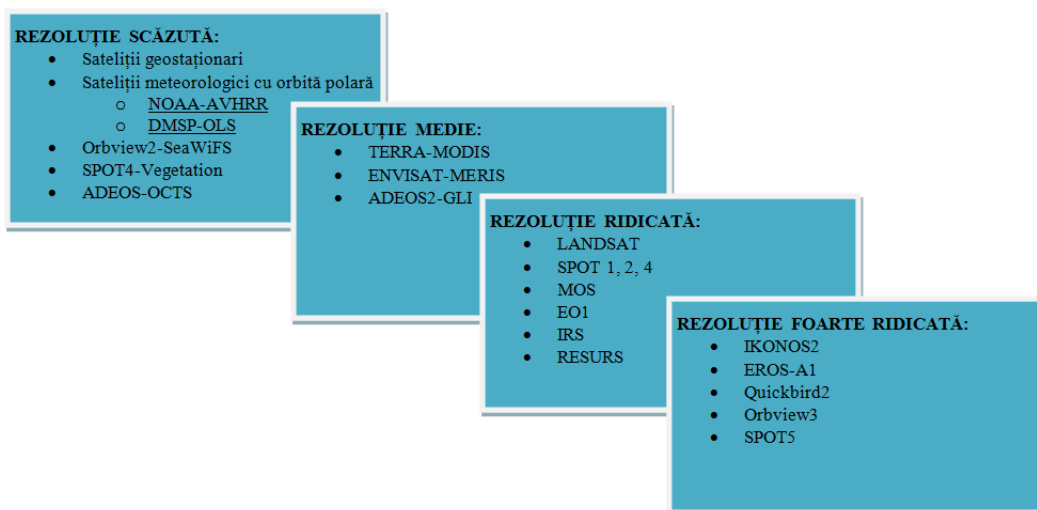 REZOLUȚIE SCĂZUTĂ:
• Sateliții geostaționari
• Sateliții meteorologici cu orbită polară
o NOAA-AVHRR
o DMSP-OLS
• Orbview2-SeaWiFS
• SPOT4-Vegetation
• ADEOS-OCTS
REZOLUȚIE MEDIE:
• TERRA-MODIS
• ENVISAT-MERIS
• ADEOS2-GLI
REZOLUȚIE RIDICATĂ:
• LANDSAT
• SPOT 1, 2, 4
• MOS
• EO1
• IRS
• RESURS
REZOLUȚIE FOARTE RIDICATĂ:
• IKONOS2
• EROS-A1
• Quickbird2
• Orbview3
• SPOT5